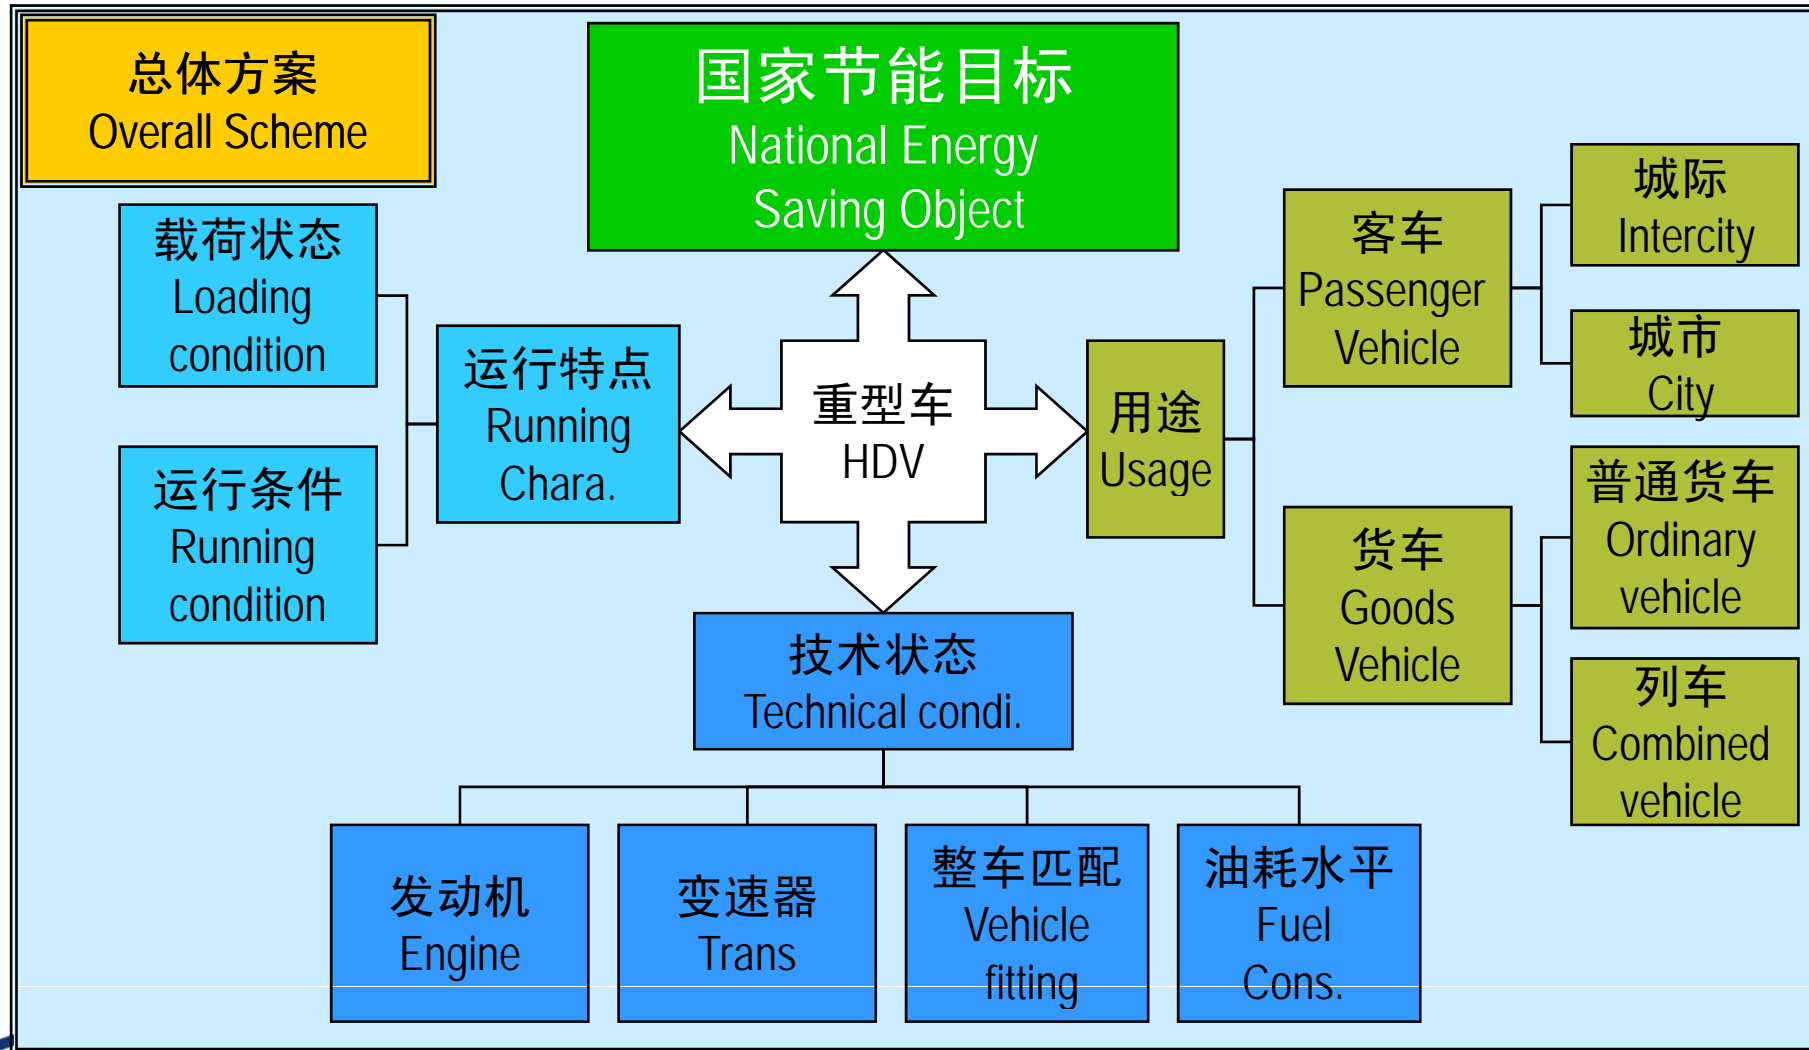 总体方案
Overall Scheme
国家节能目标
National Energy
Saving Object
载荷状态
Loading
condition
运行条件
Running
condition
运行特点
Running
Chara.
重型车
HDV
用途
Usage
客车
Passenger
Vehicle
城际
Intercity
城市
City
货车
Goods
Vehicle
普通货车
Ordinary
vehicle
列车
Combined
vehicle
技术状态
Technical condi.
发动机
Engine
变速器
Trans
整车匹配
Vehicle
fitting
油耗水平
Fuel
Cons.